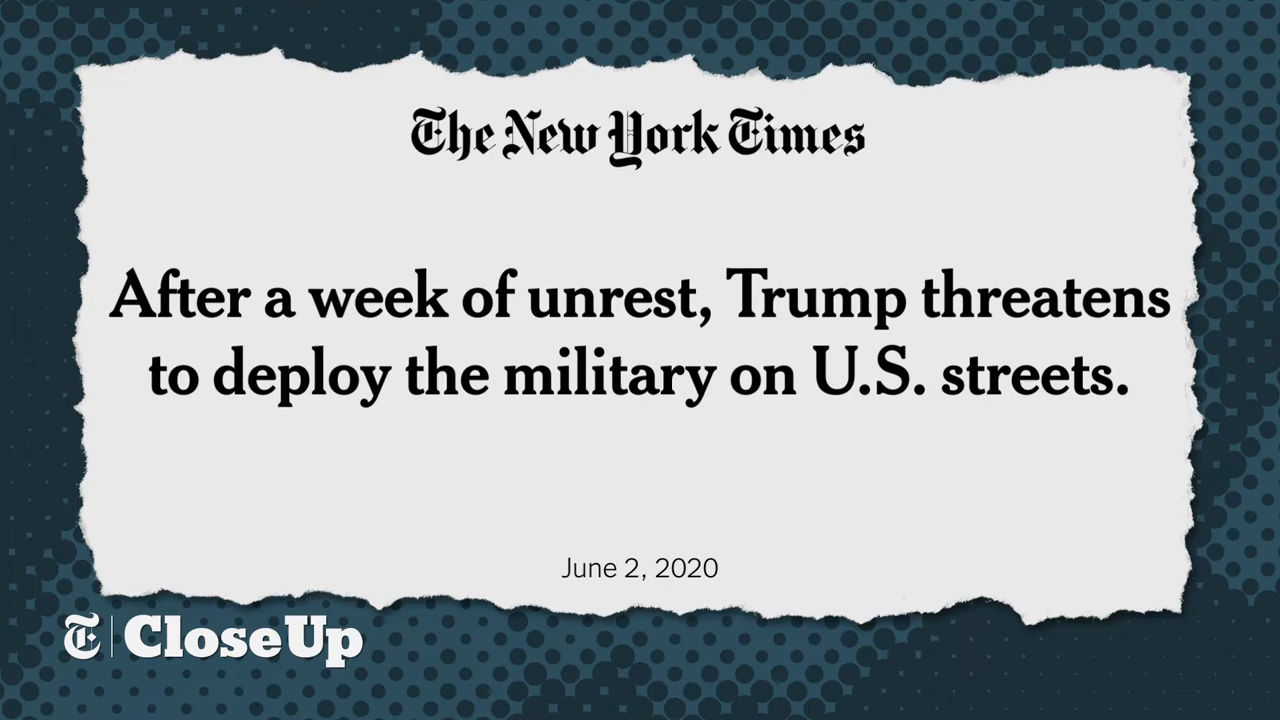 The New York Times
After a week of unrest, Trump threatens
to deploy the military on U.S. streets.
June 2, 2020
T | CloseUp